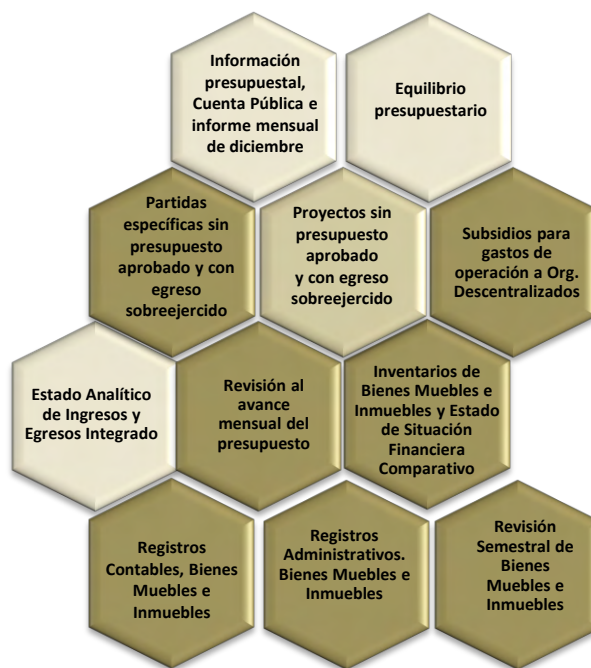 Información
presupuestal,
Cuenta Pública e
informe mensual
de diciembre
Equilibrio
presupuestario
Partidas
específicas sin
presupuesto
aprobado y con
egreso
sobreejercido
Proyectos sin
presupuesto
aprobado
y con egreso
sobreejercido
Subsidios para
gastos de
operación a Org.
Descentralizados
Estado Analítico
de Ingresos y
Egresos Integrado
Revisión al
avance
mensual del
presupuesto
Inventarios de
Bienes Muebles e
Inmuebles y Estado
de Situación
Financiera
Comparativo
Registros
Contables, Bienes
Muebles e
Inmuebles
Registros
Administrativos.
Bienes Muebles e
Inmuebles
Revisión
Semestral de
Bienes
Muebles e
Inmuebles